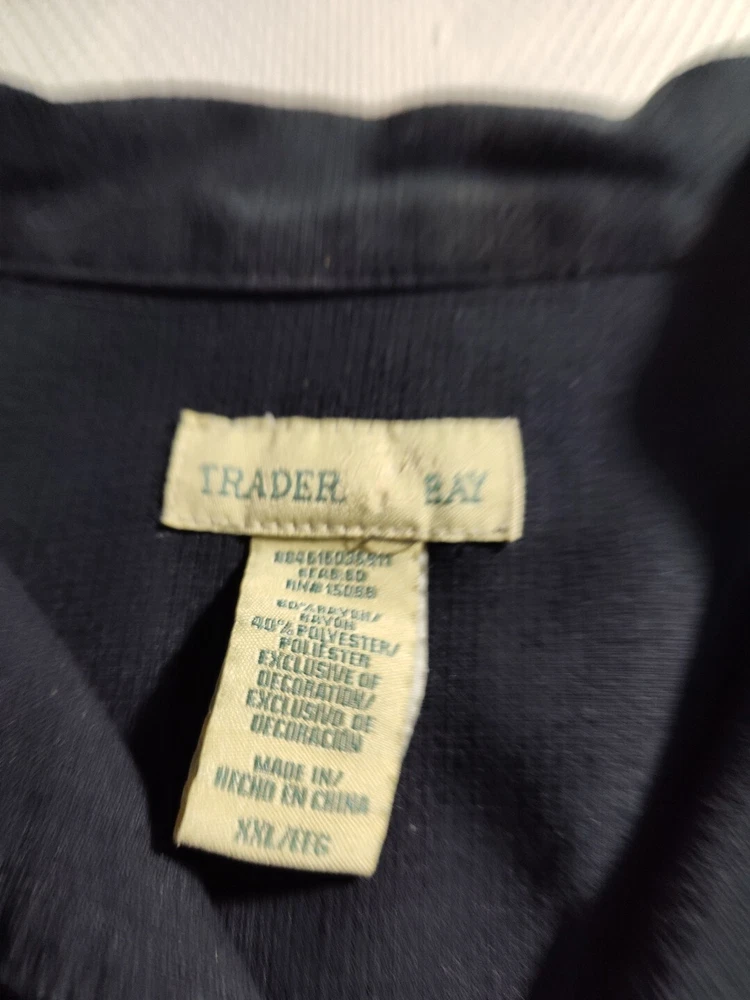 TRADER BAY
RN# 15088
60% RAYON/
RAYON
40% POLYESTER/
POLIESTER
EXCLUSIVE OF
DECORATION/
EXCLUSIVO DE
DECORACIÓN
MADE IN/
HECHO EN CHINA
XXL/TTG